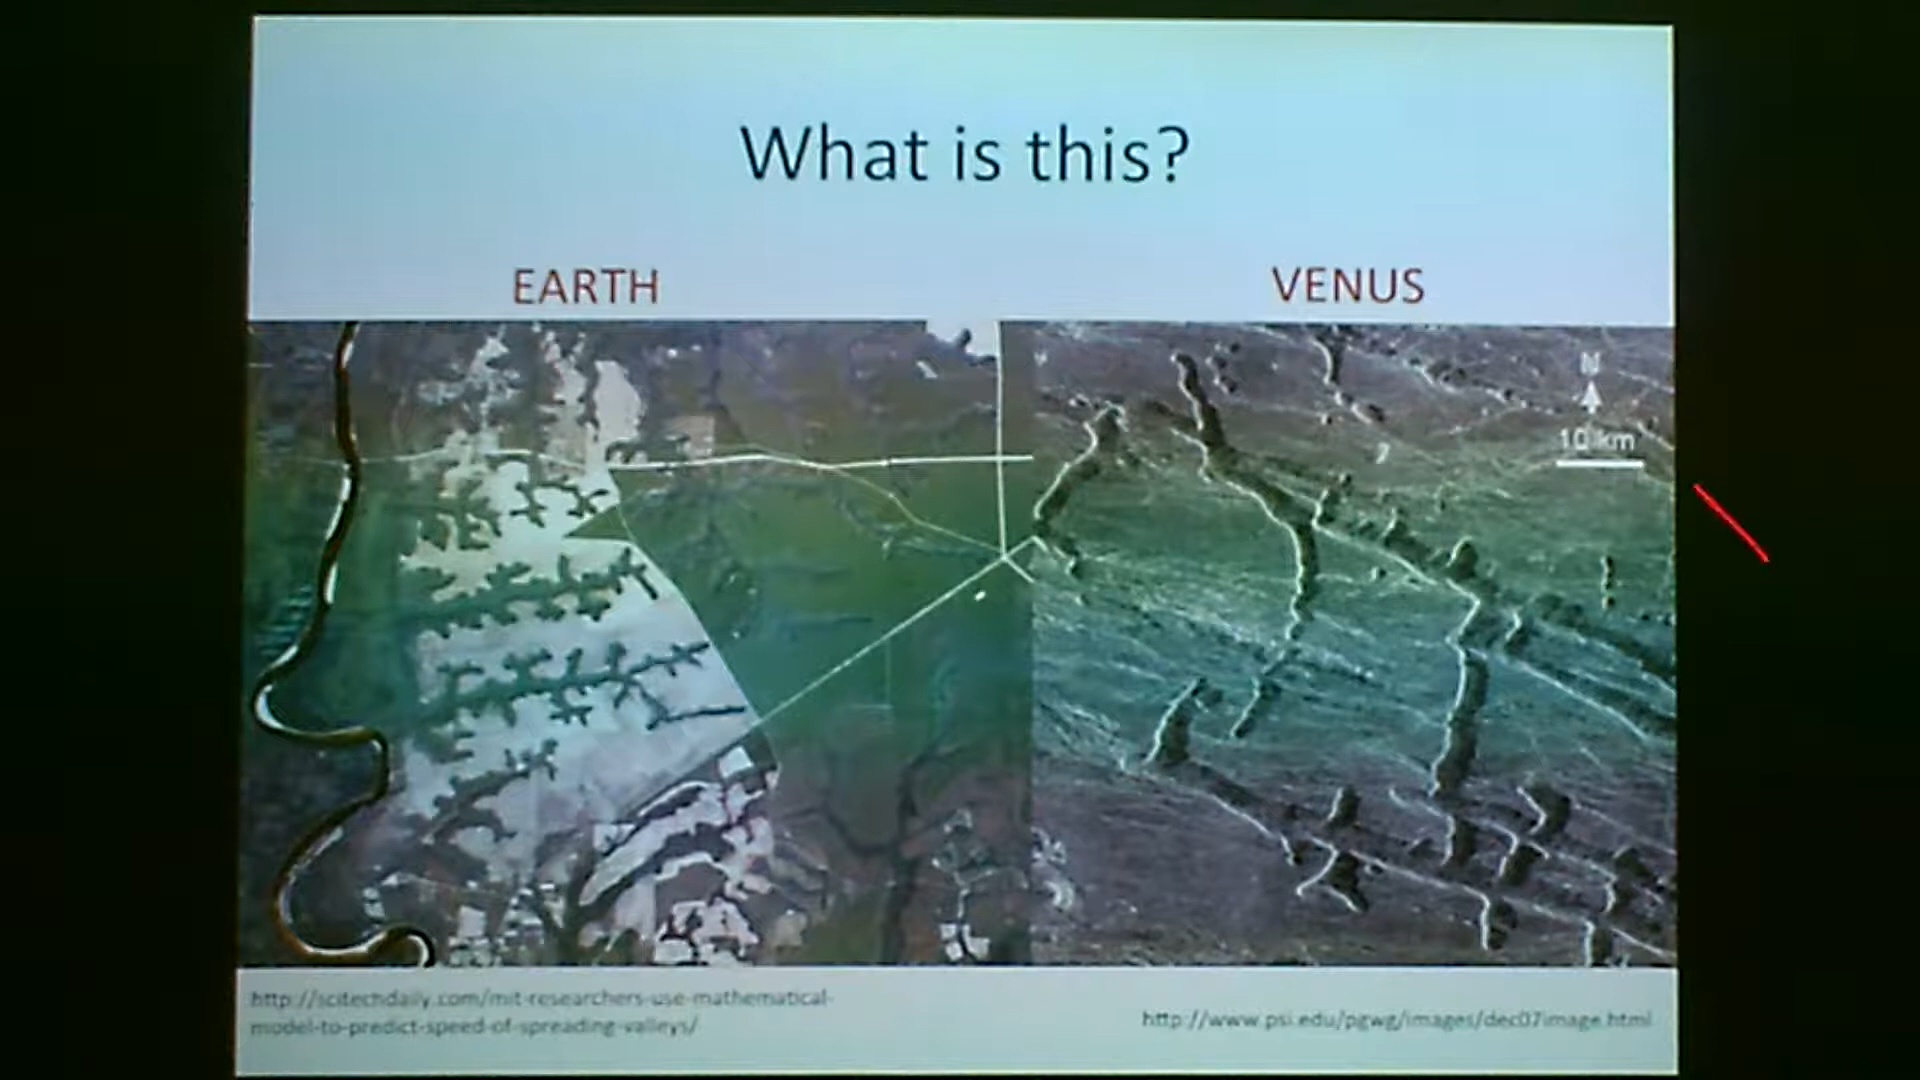 What is this?
EARTH
VENUS
N
10 km
http://scitechdaily.com/mit-researchers-use-mathematical-
model-to-predict-speed-of-spreading-valleys/
http://www.psi.edu/pgwg/images/dec07image.html